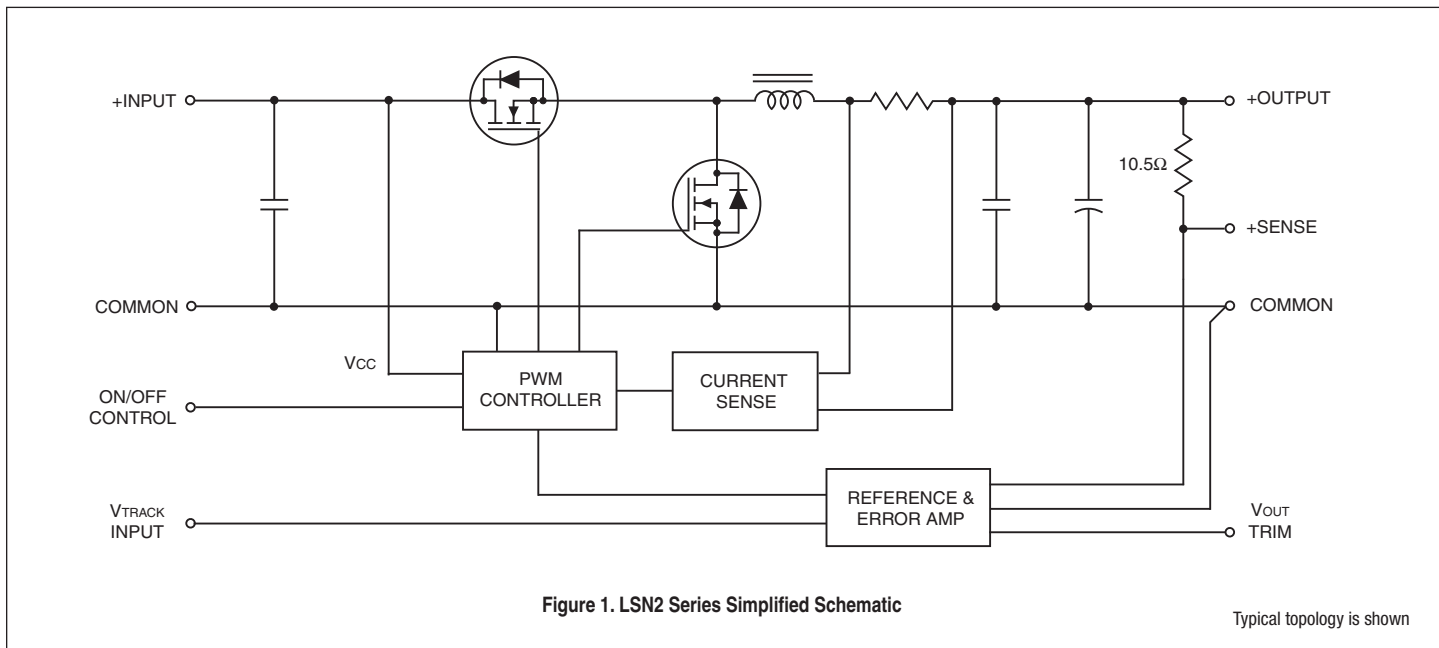 +INPUT
+OUTPUT
10.5Ω
+SENSE
COMMON
COMMON
VCC
PWM
CONTROLLER
CURRENT
SENSE
ON/OFF
CONTROL
REFERENCE &
ERROR AMP
VTRACK
INPUT
VOUT
TRIM
Figure 1. LSN2 Series Simplified Schematic
Typical topology is shown